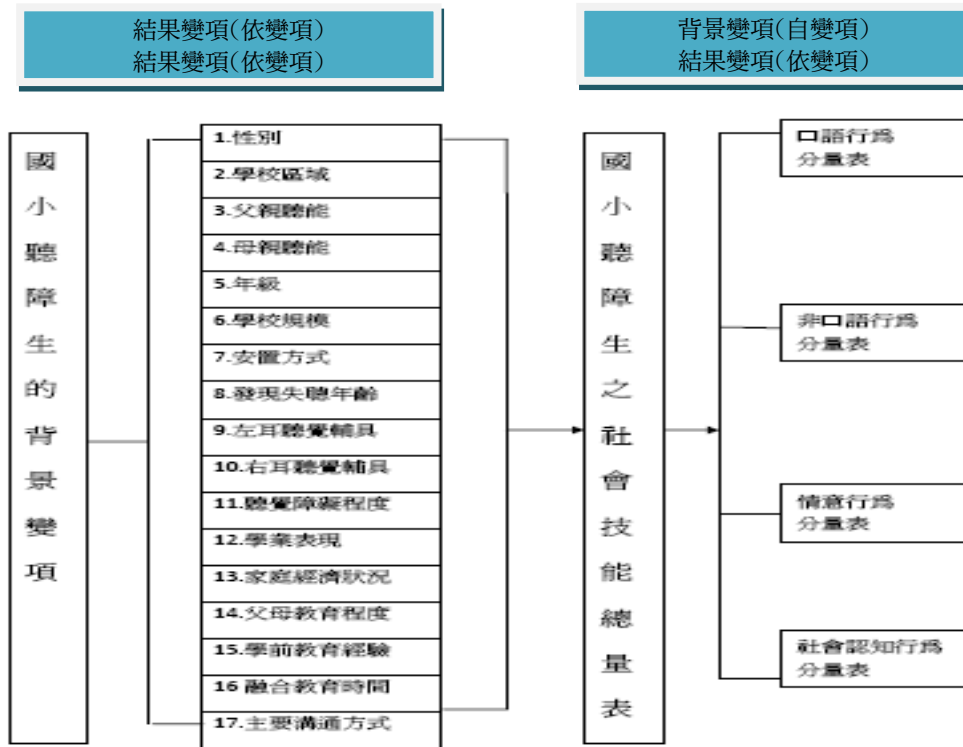 結果變項(依變項)
結果變項(依變項)
背景變項(自變項)
結果變項(依變項)
國小聽障生的背景變項
1.性別
2.學校區域
3.父親聽能
4.母親聽能
5.年級
6.學校規模
7.安置方式
8.發現失聰年齡
9.左耳聽覺輔具
10.右耳聽覺輔具
11.聽覺障礙程度
12.學業表現
13.家庭經濟狀況
14.父母教育程度
15.學前教育經驗
16 融合教育時間
17.主要溝通方式
國小聽障生之社會技能總量表
口語行為
分量表
非口語行為
分量表
情意行為
分量表
社會認知行為
分量表